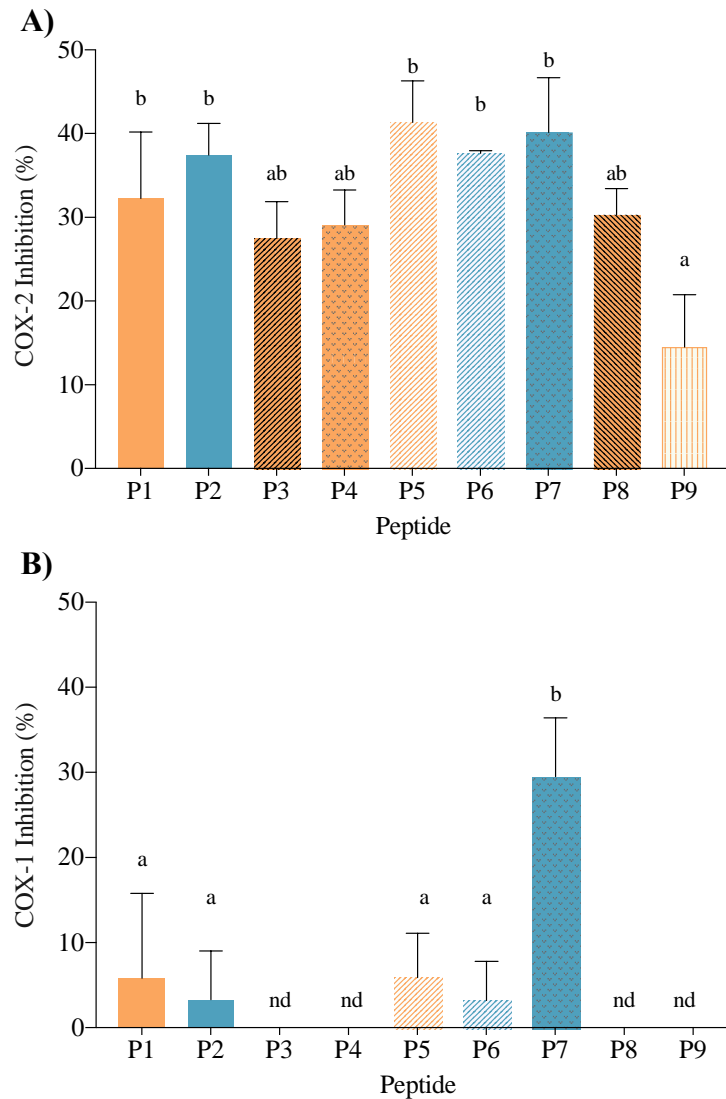 A)
COX-2 Inhibition (%)
50
40
30
20
10
0
b b ab ab b b b ab a
P1 P2 P3 P4 P5 P6 P7 P8 P9
Peptide
B)
COX-1 Inhibition (%)
50
40
30
20
10
0
a a nd nd a a b nd nd
P1 P2 P3 P4 P5 P6 P7 P8 P9
Peptide